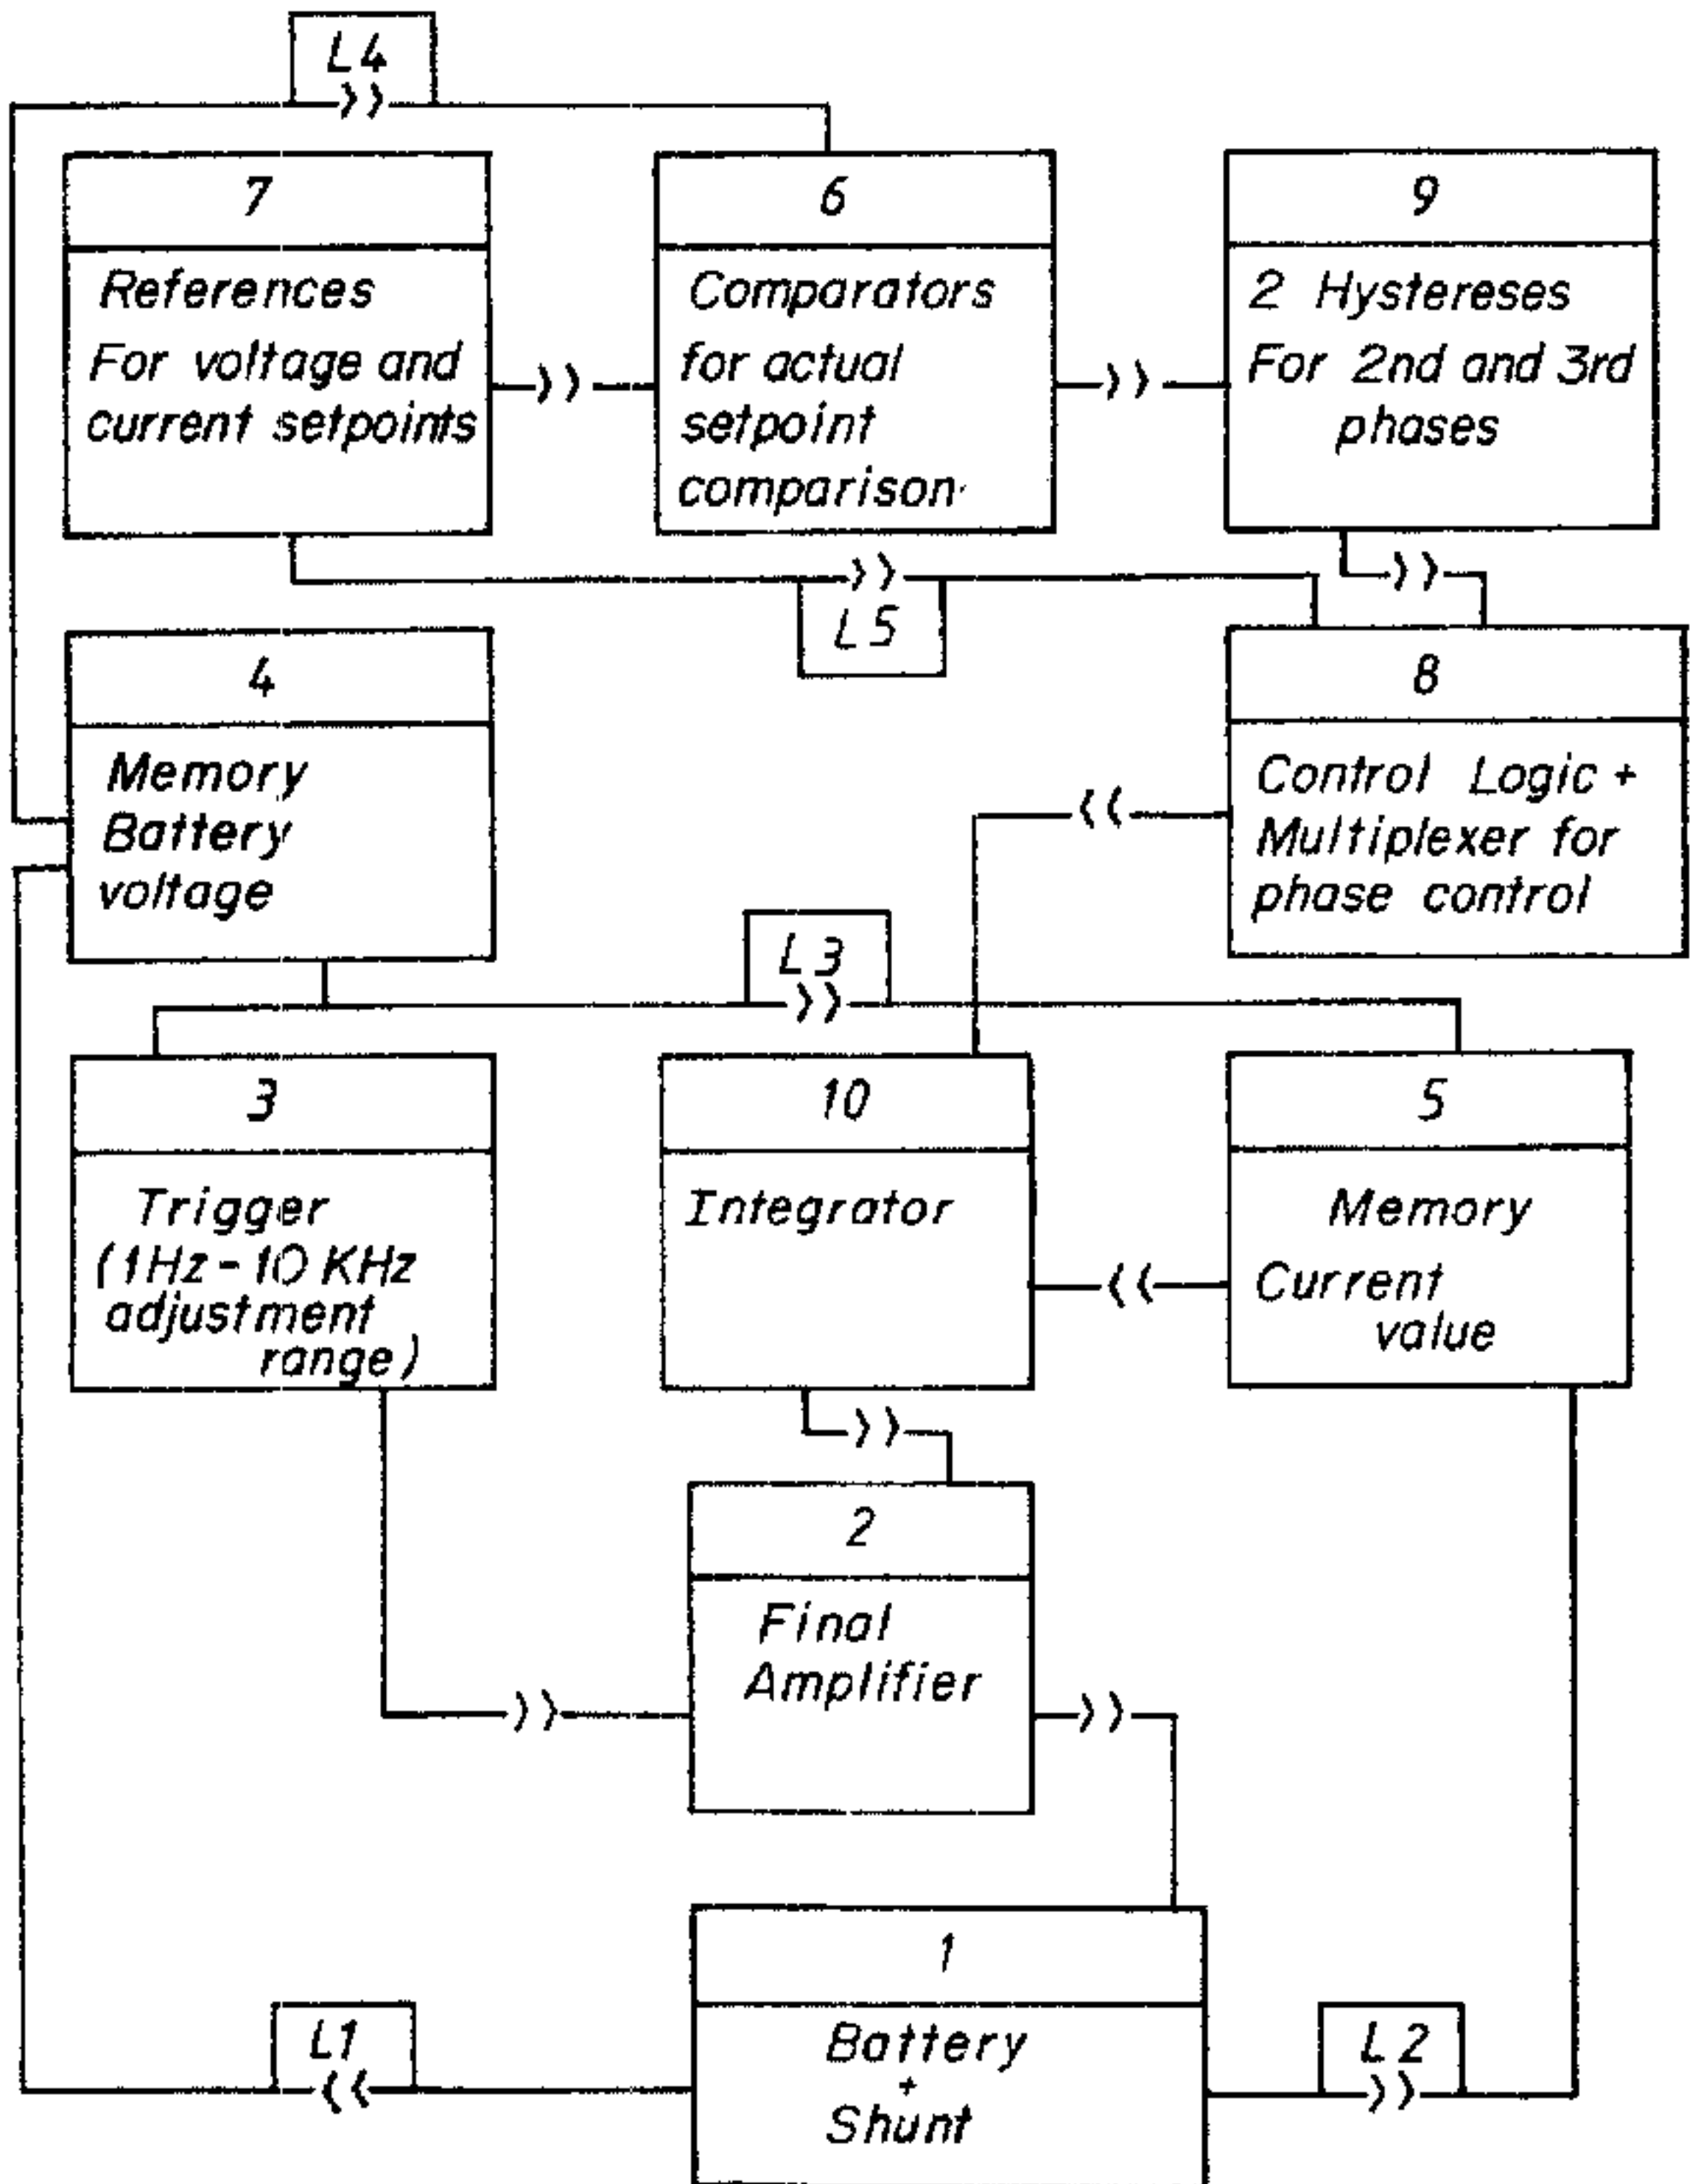 L4
7
References
For voltage and
current setpoints
6
Comparators
for actual
setpoint
comparison
9
2 Hystereses
For 2nd and 3rd
phases
L5
4
Memory
Battery
voltage
8
Control Logic +
Multiplexer for
phase control
L3
3
Trigger
(1Hz-10 KHz
adjustment
range)
10
Integrator
5
Memory
Current
value
2
Final
Amplifier
1
Battery
+
Shunt
L1
L2